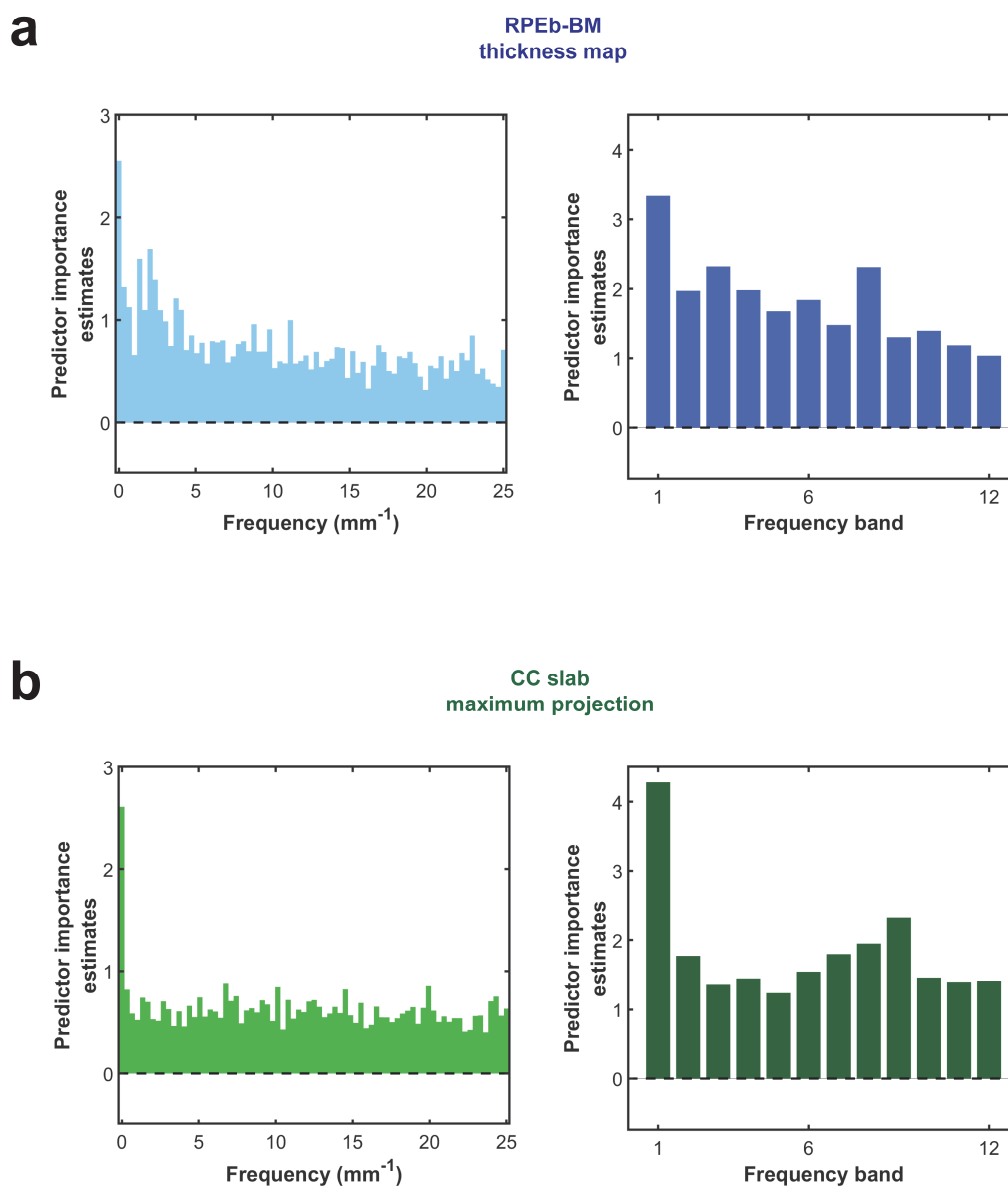 a
RPEb-BM
thickness map
3
2
1
0
Predictor importance
estimates
0 5 10 15 20 25
Frequency (mm-1)
4
3
2
1
0
Predictor importance
estimates
1 6 12
Frequency band
b
CC slab
maximum projection
3
2
1
0
Predictor importance
estimates
0 5 10 15 20 25
Frequency (mm-1)
4
3
2
1
0
Predictor importance
estimates
1 6 12
Frequency band